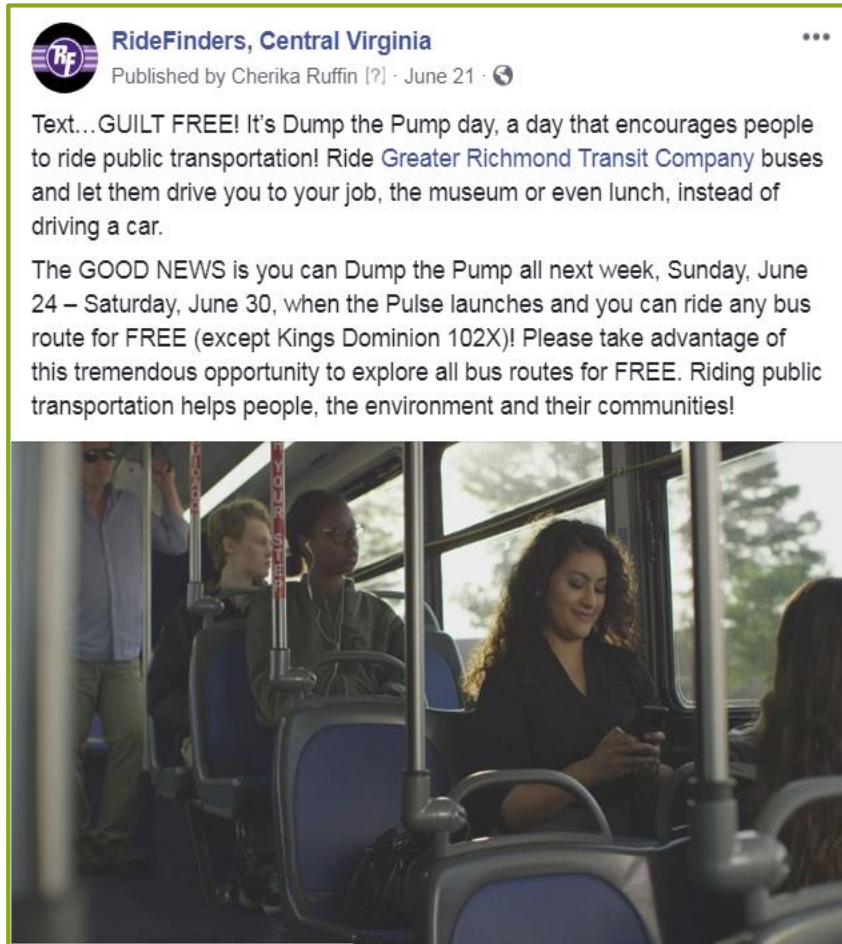 RF
RideFinders, Central Virginia
Published by Cherika Ruffin [?] · June 21 ·
Text…GUILT FREE! It's Dump the Pump day, a day that encourages people
to ride public transportation! Ride Greater Richmond Transit Company buses
and let them drive you to your job, the museum or even lunch, instead of
driving a car.
The GOOD NEWS is you can Dump the Pump all next week, Sunday, June
24 – Saturday, June 30, when the Pulse launches and you can ride any bus
route for FREE (except Kings Dominion 102X)! Please take advantage of
this tremendous opportunity to explore all bus routes for FREE. Riding public
transportation helps people, the environment and their communities!
YOUR STEP